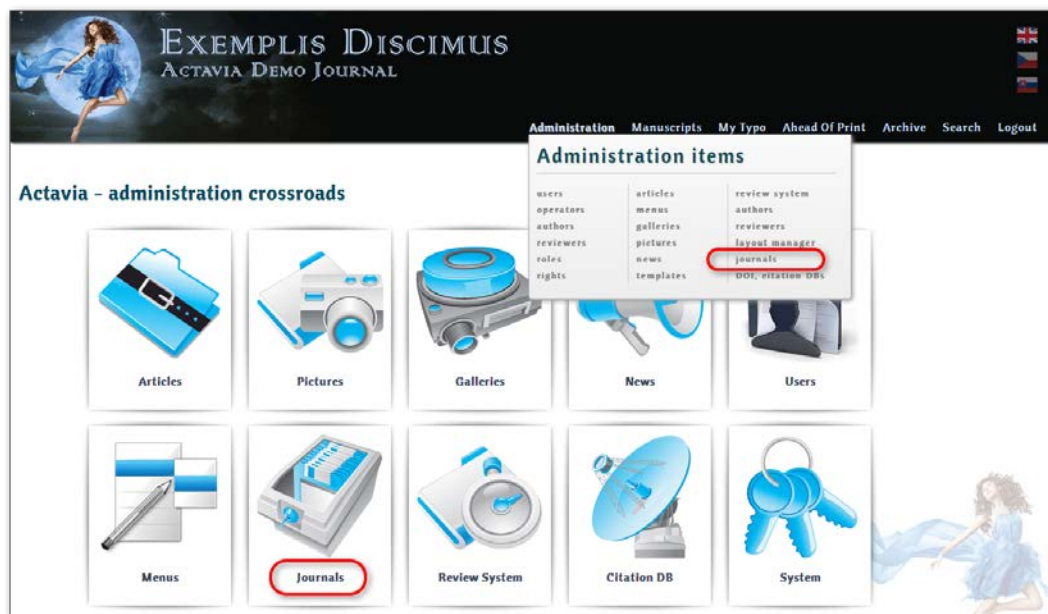 Exemplis Discimus
Actavia Demo Journal
Administration Manuscripts My Typo Ahead Of Print Archive Search Logout
Administration items
users articles review system
operators menus authors
authors galleries reviewers
reviewers pictures layout manager
roles news journals
rights templates DOI, citation DBs
Actavia - administration crossroads
Articles Pictures Galleries News Users
Menus Journals Review System Citation DB System